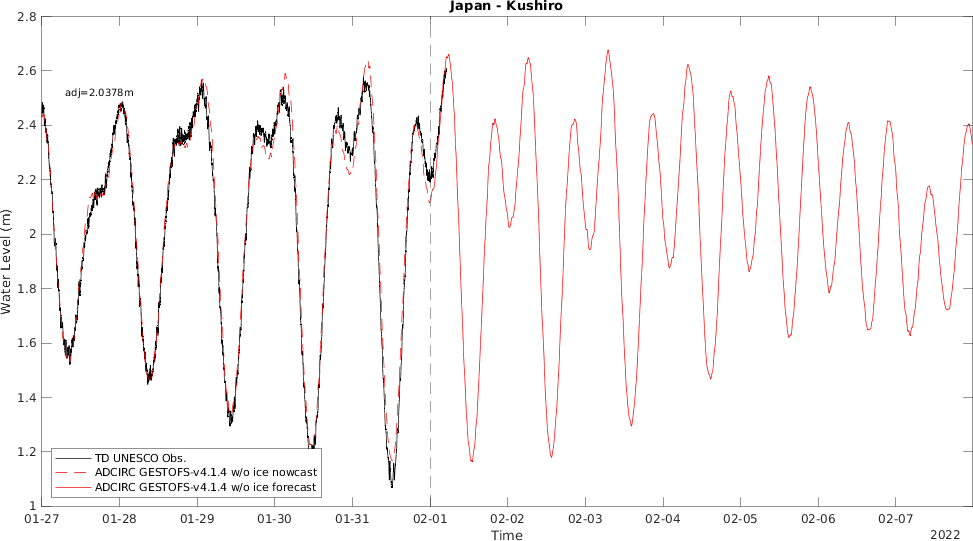 Japan - Kushiro
2.8
2.6
2.4
2.2
2
1.8
1.6
1.4
1.2
1
Water Level (m)
adj=2.0378m
TD UNESCO Obs.
ADCIRC GESTOFS-v4.1.4 w/o ice nowcast
ADCIRC GESTOFS-v4.1.4 w/o ice forecast
01-27 01-28 01-29 01-30 01-31 02-01 02-02 02-03 02-04 02-05 02-06 02-07
Time
2022